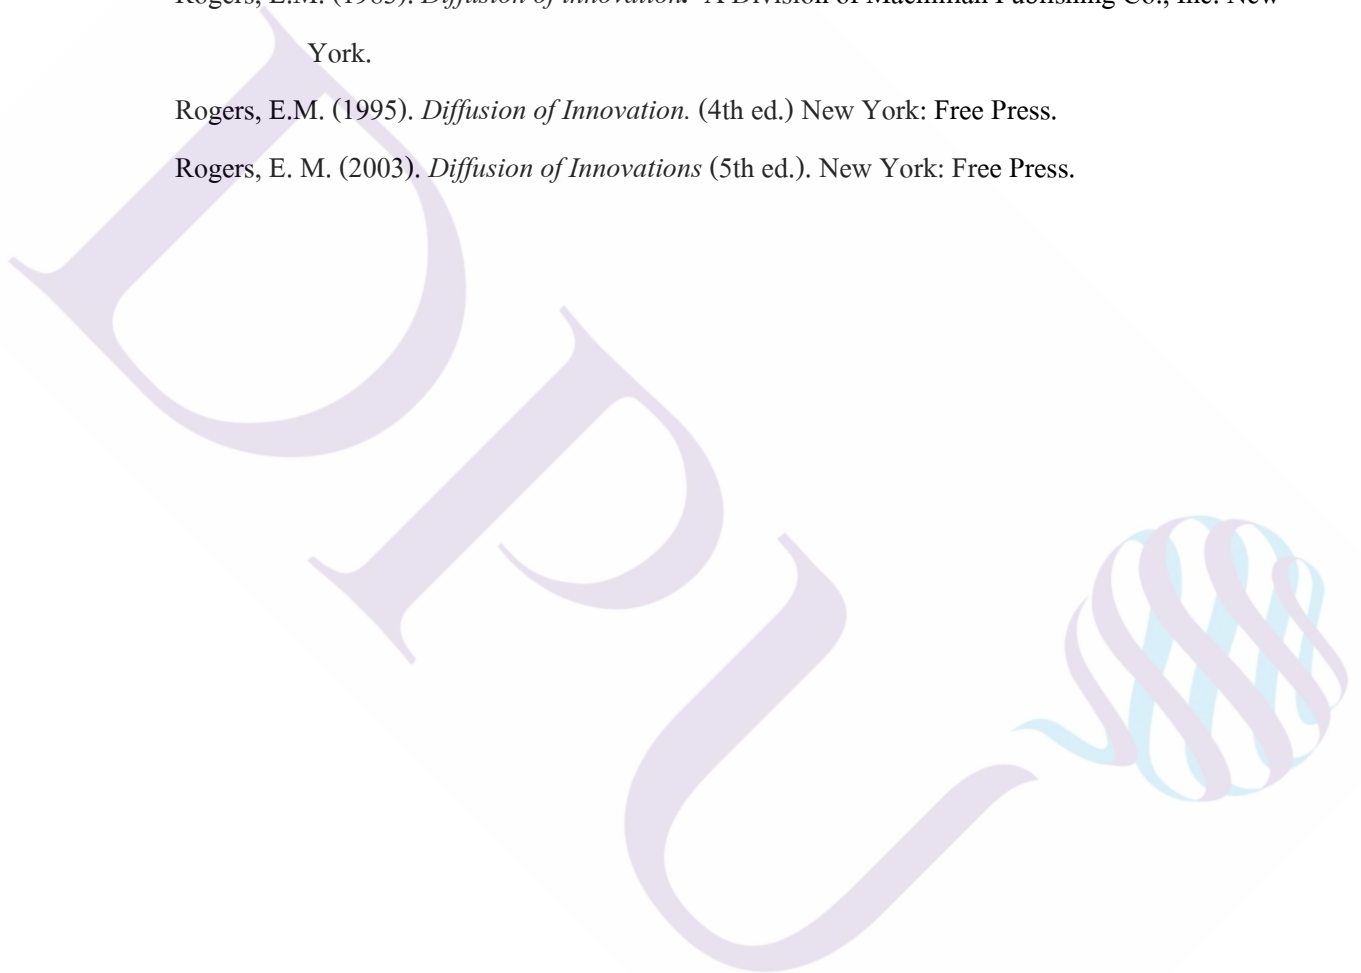 Rogers, E.M. (1983). Diffusion of innovation. A Division of Macmillan Publishing Co., Inc. New
York.
Rogers, E.M. (1995). Diffusion of Innovation. (4th ed.) New York: Free Press.
Rogers, E. M. (2003). Diffusion of Innovations (5th ed.). New York: Free Press.
DPU